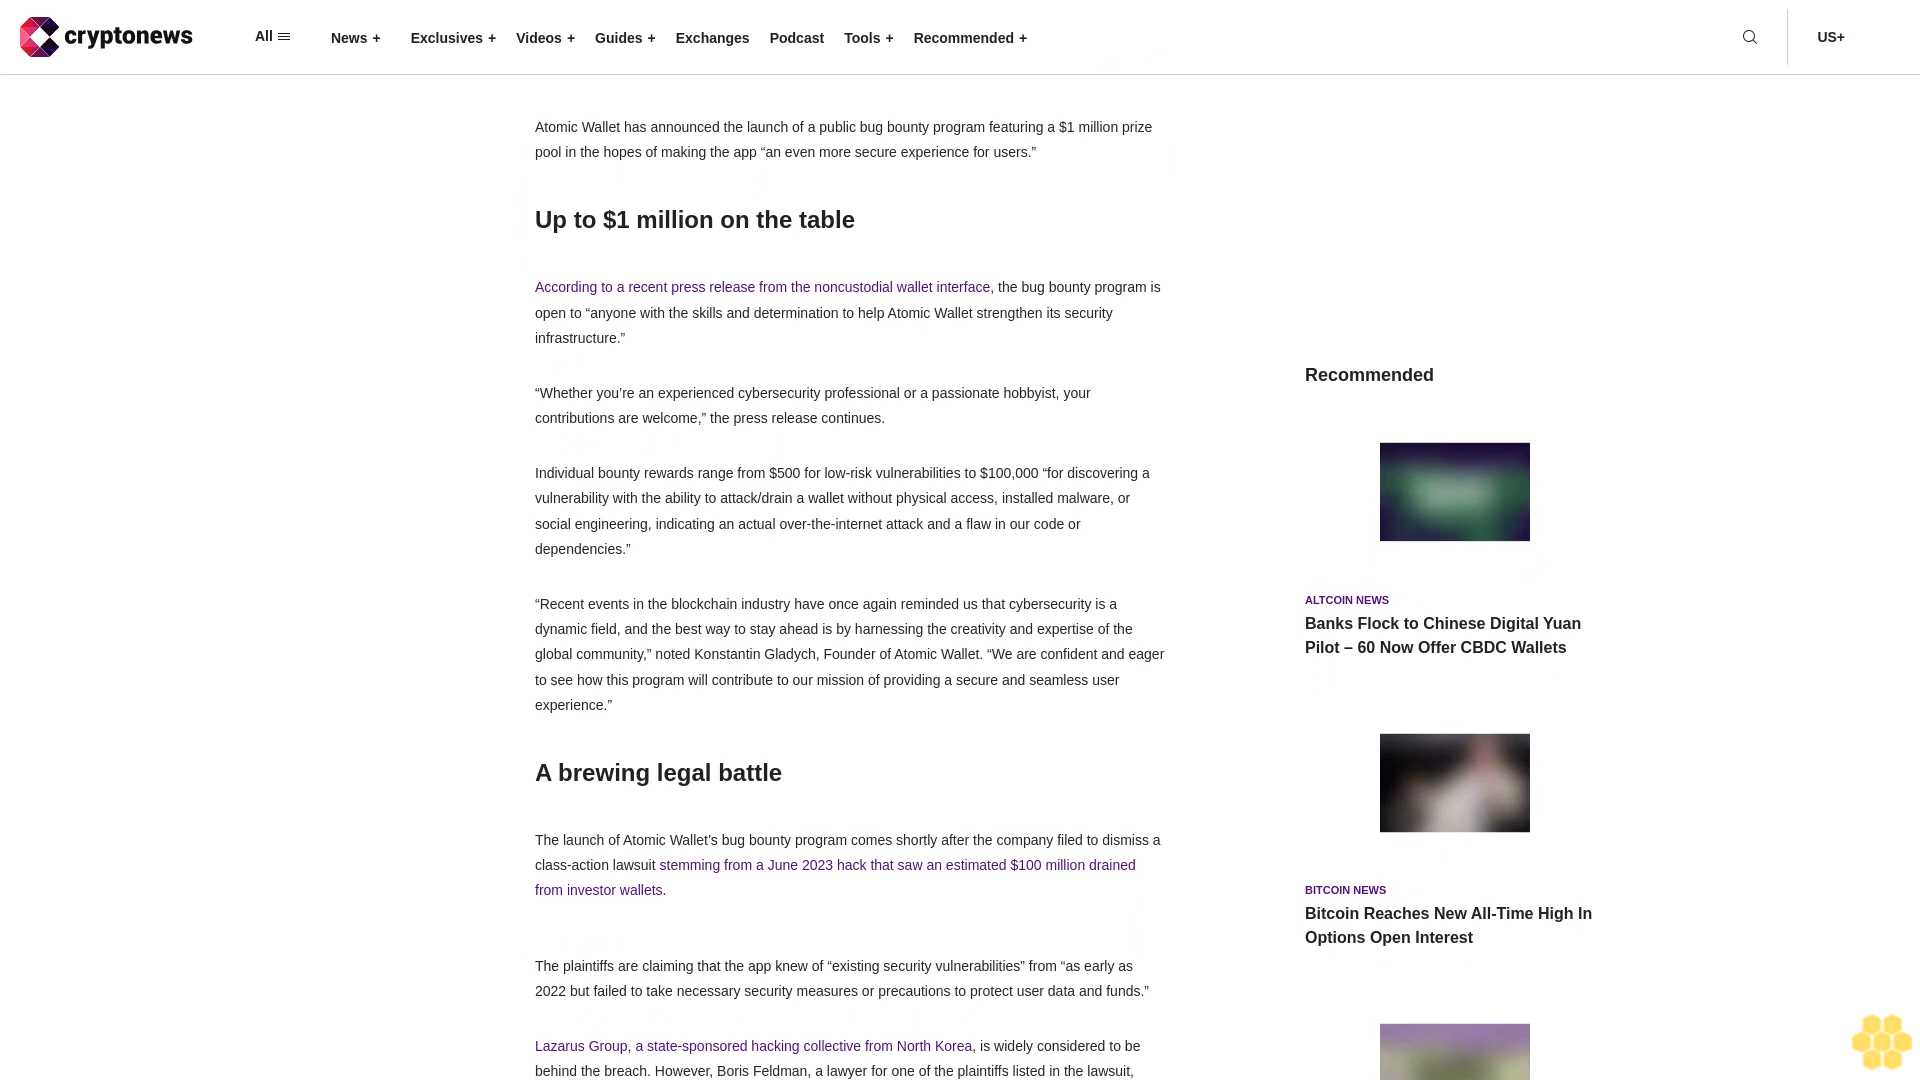 cryptonews
All
News +
Exclusives +
Videos +
Guides +
Exchanges
Podcast
Tools +
Recommended +
US+
Atomic Wallet has announced the launch of a public bug bounty program featuring a $1 million prize
pool in the hopes of making the app “an even more secure experience for users.”
Up to $1 million on the table
According to a recent press release from the noncustodial wallet interface, the bug bounty program is
open to “anyone with the skills and determination to help Atomic Wallet strengthen its security
infrastructure.”
“Whether you’re an experienced cybersecurity professional or a passionate hobbyist, your
contributions are welcome,” the press release continues.
Individual bounty rewards range from $500 for low-risk vulnerabilities to $100,000 “for discovering a
vulnerability with the ability to attack/drain a wallet without physical access, installed malware, or
social engineering, indicating an actual over-the-internet attack and a flaw in our code or
dependencies.”
“Recent events in the blockchain industry have once again reminded us that cybersecurity is a
dynamic field, and the best way to stay ahead is by harnessing the creativity and expertise of the
global community,” noted Konstantin Gladych, Founder of Atomic Wallet. “We are confident and eager
to see how this program will contribute to our mission of providing a secure and seamless user
experience.”
A brewing legal battle
The launch of Atomic Wallet’s bug bounty program comes shortly after the company filed to dismiss a
class-action lawsuit stemming from a June 2023 hack that saw an estimated $100 million drained
from investor wallets.
The plaintiffs are claiming that the app knew of “existing security vulnerabilities” from “as early as
2022 but failed to take necessary security measures or precautions to protect user data and funds.”
Lazarus Group, a state-sponsored hacking collective from North Korea, is widely considered to be
behind the breach. However, Boris Feldman, a lawyer for one of the plaintiffs listed in the lawsuit,
Recommended
ALTCOIN NEWS
Banks Flock to Chinese Digital Yuan
Pilot – 60 Now Offer CBDC Wallets
BITCOIN NEWS
Bitcoin Reaches New All-Time High In
Options Open Interest